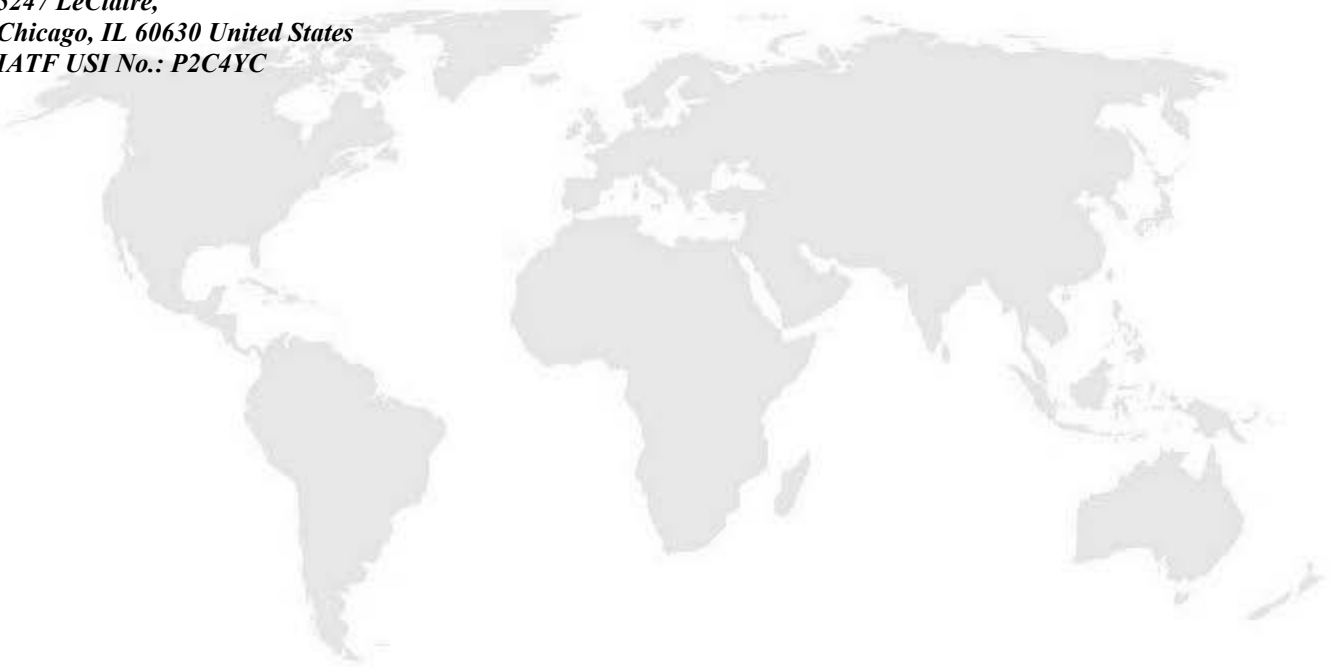 5247 LeClaire,
Chicago, IL 60630 United States
IATF USI No.: P2C4YC